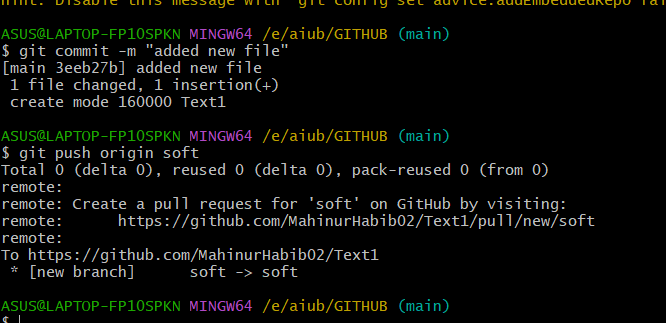 hint: Disable this message with "git config set advice.addEmbeddedRepo fal
ASUS@LAPTOP-FP10SPKN MINGW64 /e/aiub/GITHUB (main)
$ git commit -m "added new file"
[main 3eeb27b] added new file
 1 file changed, 1 insertion(+)
 create mode 160000 Text1
ASUS@LAPTOP-FP10SPKN MINGW64 /e/aiub/GITHUB (main)
$ git push origin soft
Total 0 (delta 0), reused 0 (delta 0), pack-reused 0 (from 0)
remote:
remote: Create a pull request for 'soft' on GitHub by visiting:
remote:      https://github.com/MahinurHabib02/Text1/pull/new/soft
remote:
To https://github.com/MahinurHabib02/Text1
 * [new branch]      soft -> soft
ASUS@LAPTOP-FP10SPKN MINGW64 /e/aiub/GITHUB (main)
$